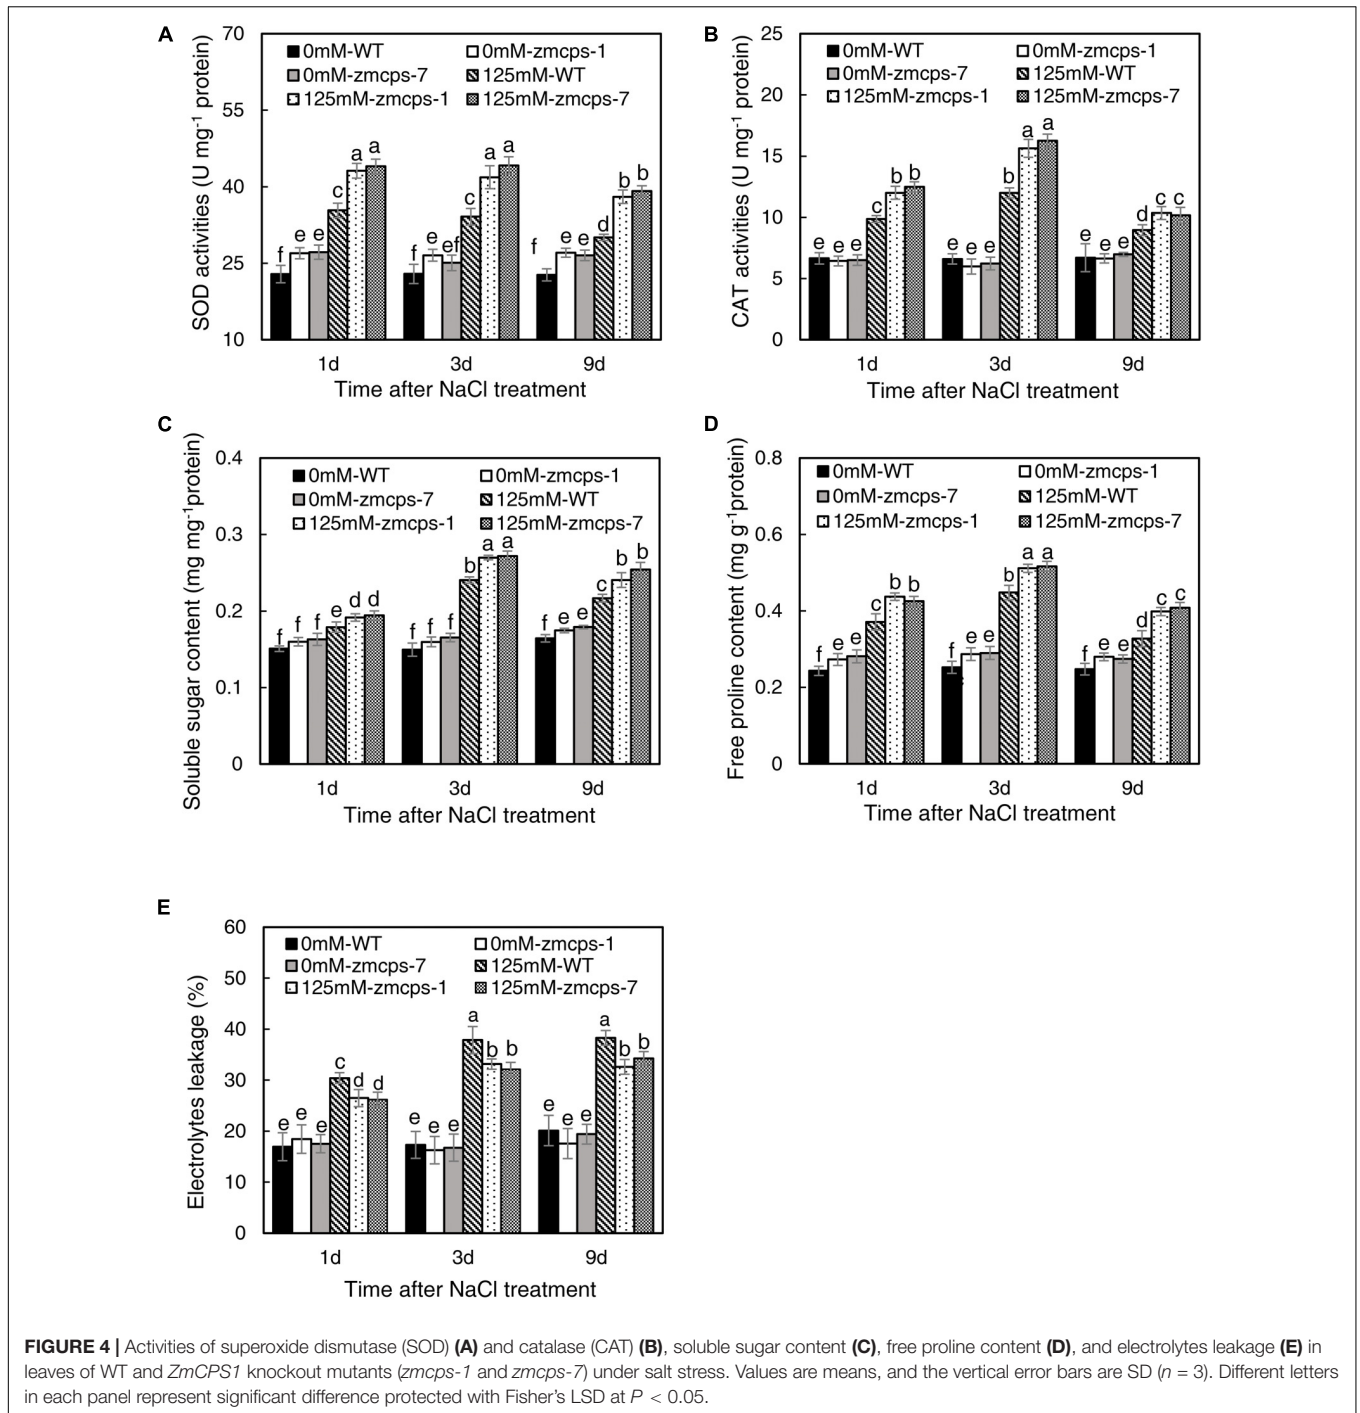 A
SOD activities (U mg-1 protein)
70
55
40
25
10
0mM-WT 0mM-zmcps-1
0mM-zmcps-7 125mM-WT
125mM-zmcps-1 125mM-zmcps-7
f e e c a a
f e ef c a a
f e e d b b
1d 3d 9d
Time after NaCl treatment
B
CAT activities (U mg-1 protein)
25
20
15
10
5
0
0mM-WT 0mM-zmcps-1
0mM-zmcps-7 125mM-WT
125mM-zmcps-1 125mM-zmcps-7
e e e c b b
e e e b a a
e e e d c c
1d 3d 9d
Time after NaCl treatment
C
Soluble sugar content (mg mg-1protein)
0.4
0.3
0.2
0.1
0
0mM-WT 0mM-zmcps-1
0mM-zmcps-7 125mM-WT
125mM-zmcps-1 125mM-zmcps-7
f f f e d d
f f f b a a
f e e c b b
1d 3d 9d
Time after NaCl treatment
D
Free proline content (mg g-1protein)
0.8
0.6
0.4
0.2
0
0mM-WT 0mM-zmcps-1
0mM-zmcps-7 125mM-WT
125mM-zmcps-1 125mM-zmcps-7
f e e c b b
f e e b a a
f e e d c c
1d 3d 9d
Time after NaCl treatment
E
Electrolytes leakage (%)
60
50
40
30
20
10
0
0mM-WT 0mM-zmcps-1
0mM-zmcps-7 125mM-WT
125mM-zmcps-1 125mM-zmcps-7
e e e c d d
e e e a b b
e e e a b b
1d 3d 9d
Time after NaCl treatment
FIGURE 4 | Activities of superoxide dismutase (SOD) (A) and catalase (CAT) (B), soluble sugar content (C), free proline content (D), and electrolytes leakage (E) in
leaves of WT and ZmCPS1 knockout mutants (zmcps-1 and zmcps-7) under salt stress. Values are means, and the vertical error bars are SD (n = 3). Different letters
in each panel represent significant difference protected with Fisher's LSD at P < 0.05.